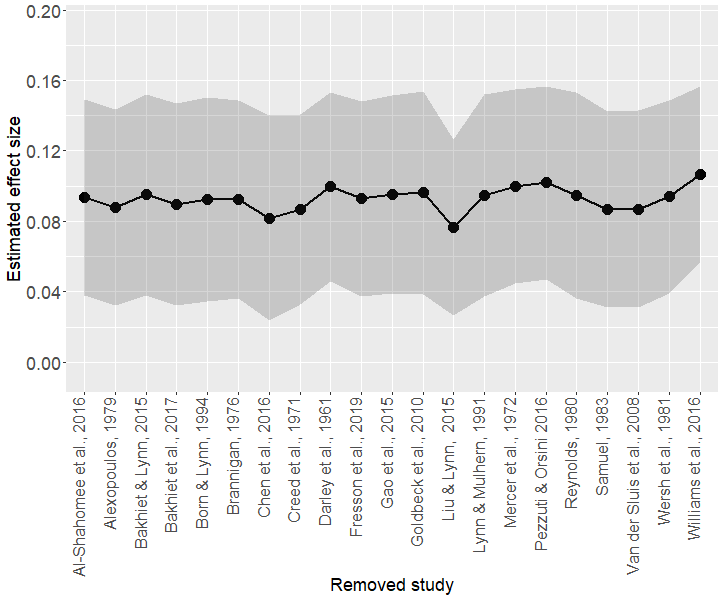 0.20
0.16
0.12
0.08
0.04
0.00
Estimated effect size
Al-Shahomee et al., 2016
Alexopoulos, 1979
Bakhiet & Lynn, 2015
Bakhiet et al., 2017
Born & Lynn, 1994
Brannigan, 1976
Chen et al., 2016
Creed et al., 1971
Darley et al., 1961
Fresson et al., 2019
Gao et al., 2015
Goldbeck et al., 2010
Liu & Lynn, 2015
Lynn & Mulhern, 1991
Mercer et al., 1972
Pezzuti & Orsini 2016
Reynolds, 1980
Samuel, 1983
Van der Sluis et al., 2008
Wersh et al., 1981
Williams et al., 2016
Removed study